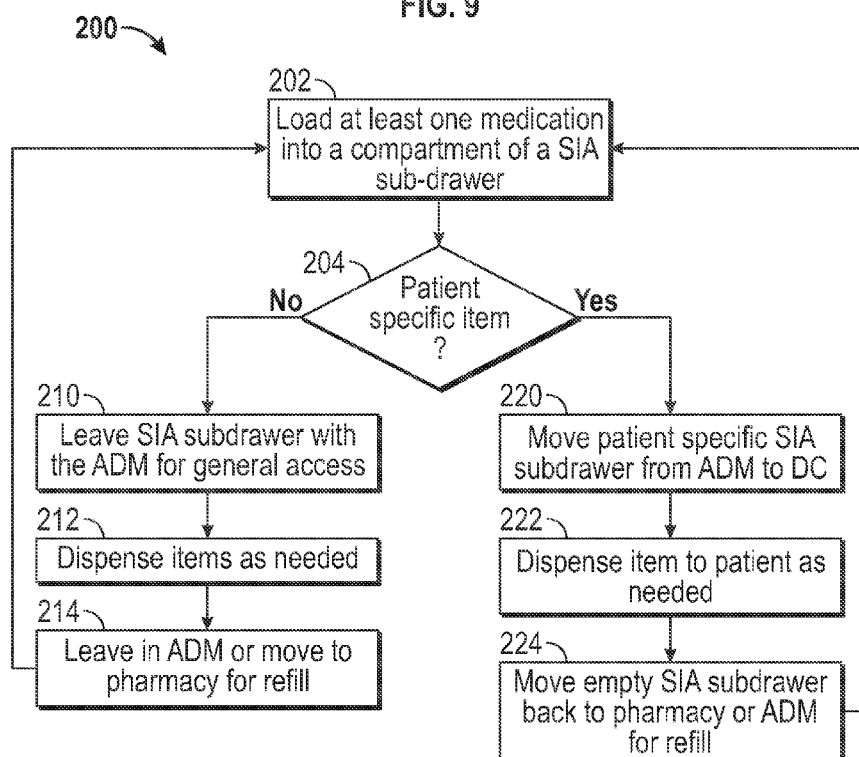 FIG. 9
200
202
Load at least one medication
into a compartment of a SIA
sub-drawer
204
Patient
specific item
?
No
Yes
210
Leave SIA subdrawer with
the ADM for general access
220
Move patient specific SIA
subdrawer from ADM to DC
212
Dispense items as needed
222
Dispense item to patient as
needed
214
Leave in ADM or move to
pharmacy for refill
224
Move empty SIA subdrawer
back to pharmacy or ADM
for refill